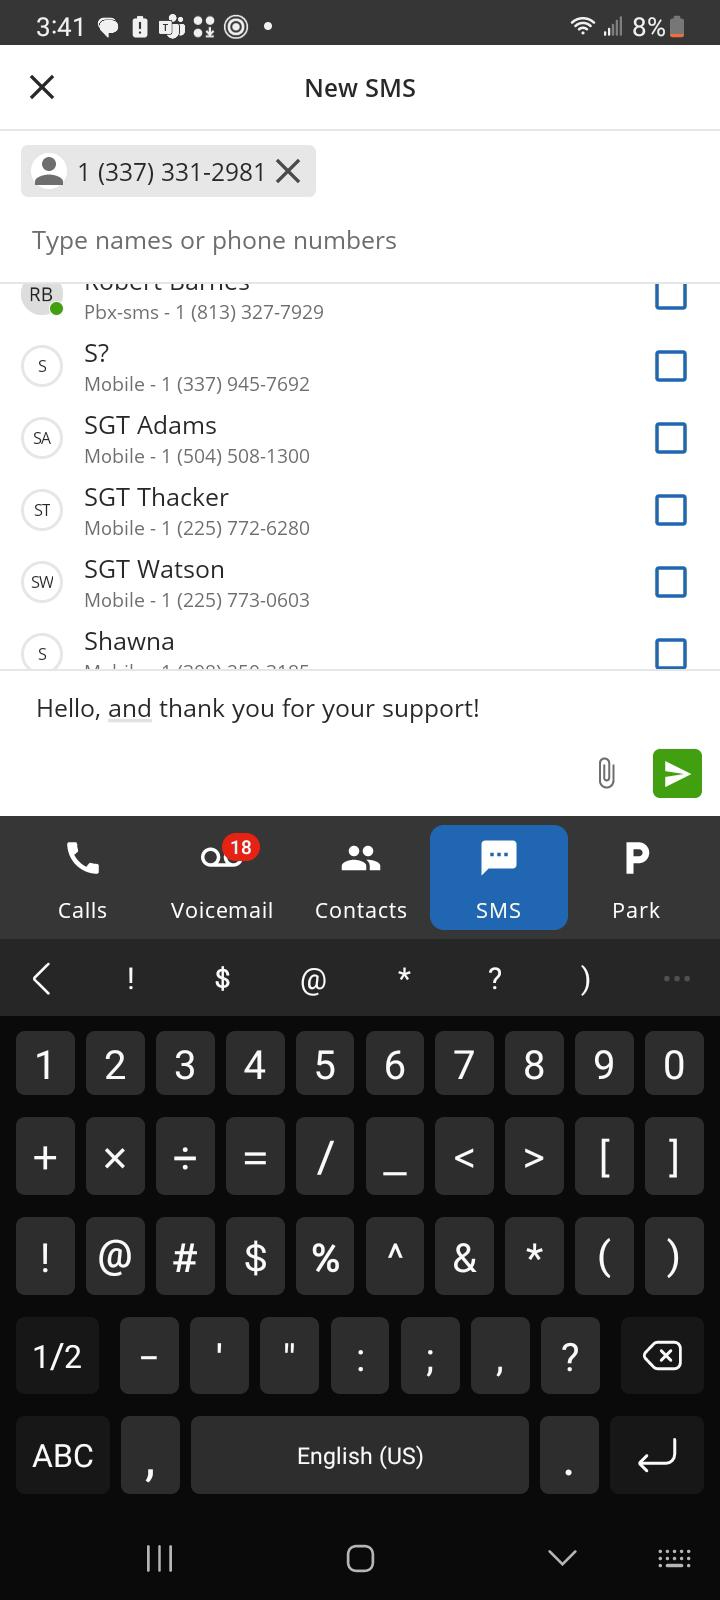 3:41 8%
New SMS
1 (337) 331-2981
Type names or phone numbers
RB Robert Barnes
Pbx-sms - 1 (813) 327-7929
S S?
Mobile - 1 (337) 945-7692
SA SGT Adams
Mobile - 1 (504) 508-1300
ST SGT Thacker
Mobile - 1 (225) 772-6280
SW SGT Watson
Mobile - 1 (225) 773-0603
S Shawna
Hello, and thank you for your support!
18
Calls Voicemail Contacts SMS Park
! $ @ * ? )
1 2 3 4 5 6 7 8 9 0
+ × ÷ = / _ < > [ ]
! @ # $ % ^ & * ( )
1/2 - ' " : ; , ?
ABC , English (US) .